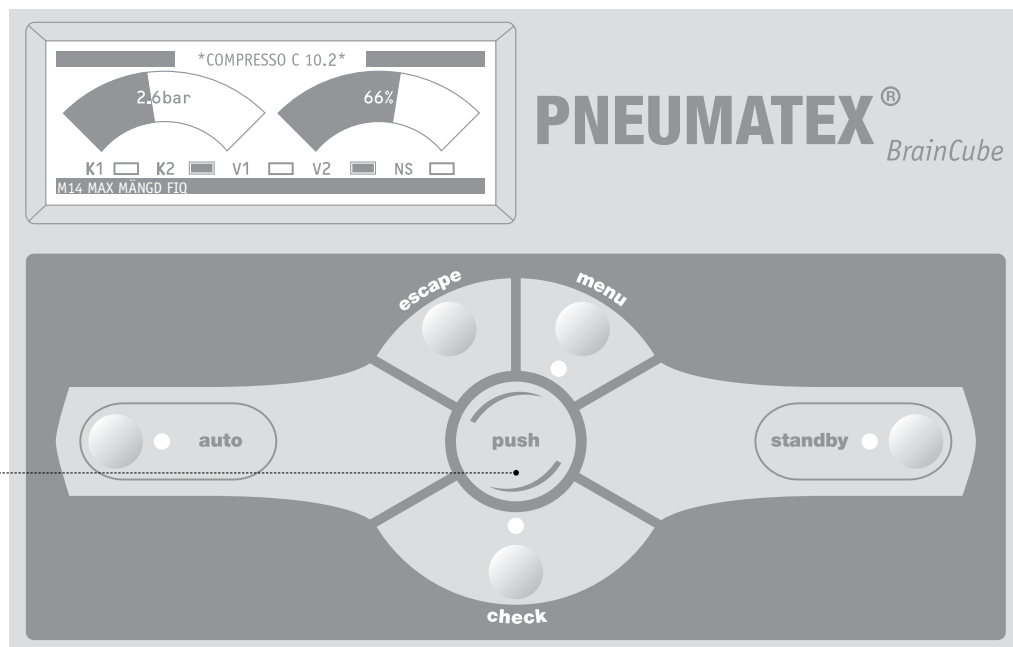 *COMPRESSO C 10.2*
2.6bar 66%
K1 K2 V1 V2 NS
M14 MAX MÄNGD FIQ
PNEUMATEX®
BrainCube
escape menu
auto push standby
check